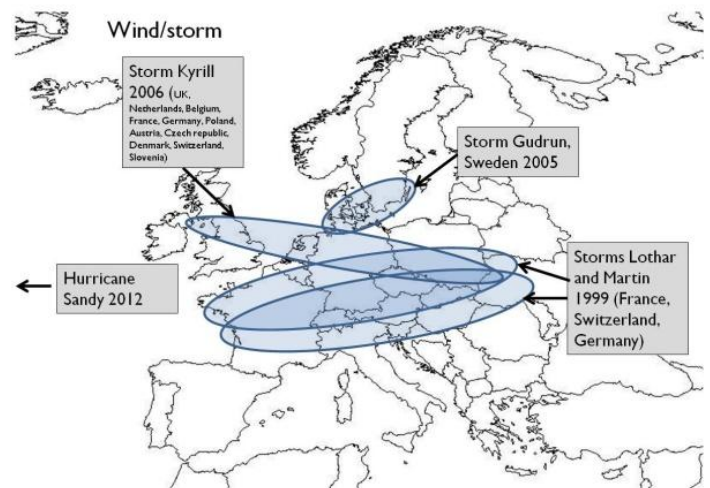 Wind/storm
Storm Kyrill
2006 (UK,
Netherlands, Belgium,
France, Germany, Poland,
Austria, Czech republic,
Denmark, Switzerland,
Slovenia)
Storm Gudrun,
Sweden 2005
Hurricane
Sandy 2012
Storms Lothar
and Martin
1999 (France,
Switzerland,
Germany)